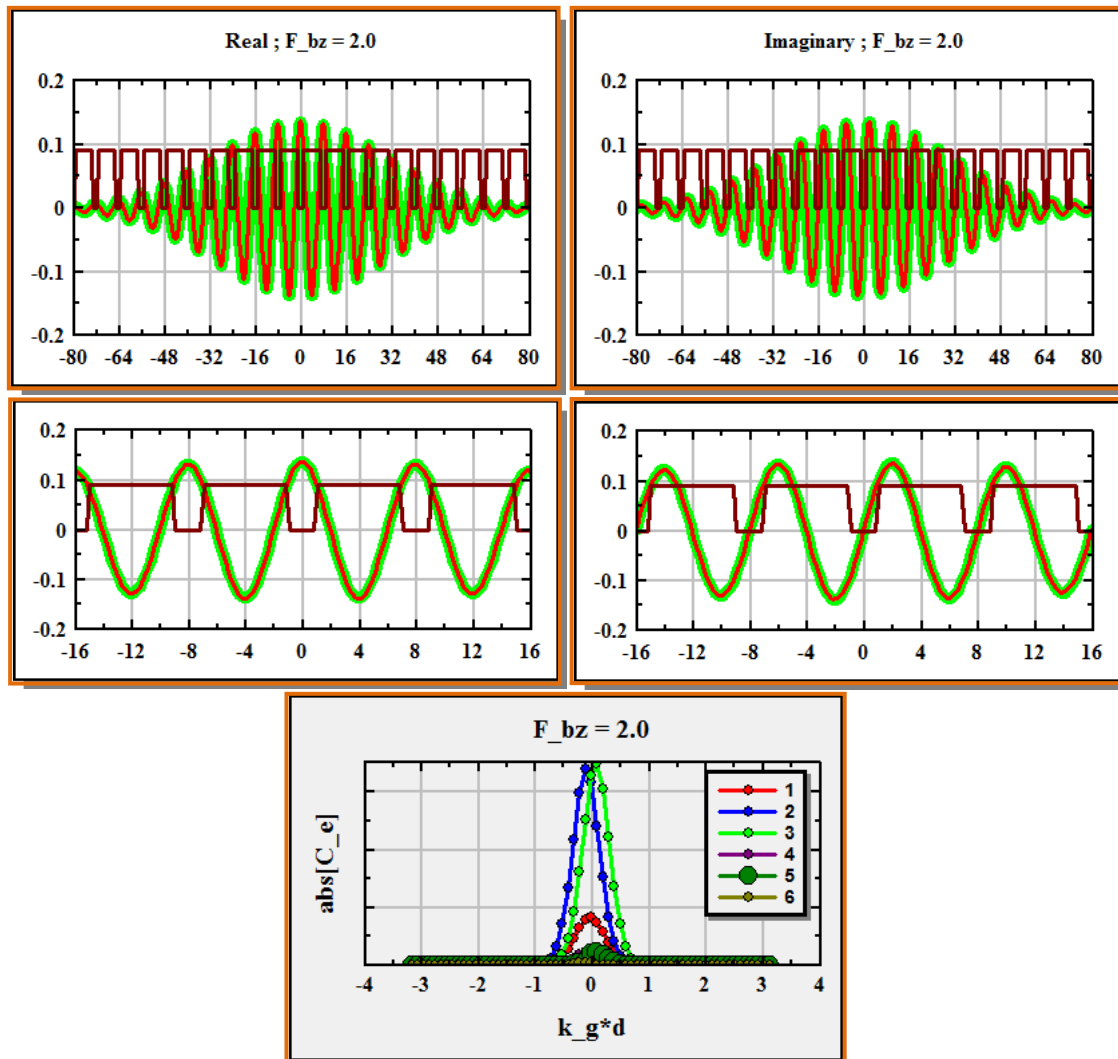 Real ; F_bz = 2.0
0.2
0.1
0
-0.1
-0.2
-80 -64 -48 -32 -16 0 16 32 48 64 80
Imaginary ; F_bz = 2.0
0.2
0.1
0
-0.1
-0.2
-80 -64 -48 -32 -16 0 16 32 48 64 80
0.2
0.1
0
-0.1
-0.2
-16 -12 -8 -4 0 4 8 12 16
0.2
0.1
0
-0.1
-0.2
-16 -12 -8 -4 0 4 8 12 16
F_bz = 2.0
abs[C_e]
1
2
3
4
5
6
-4 -3 -2 -1 0 1 2 3 4
k_g*d